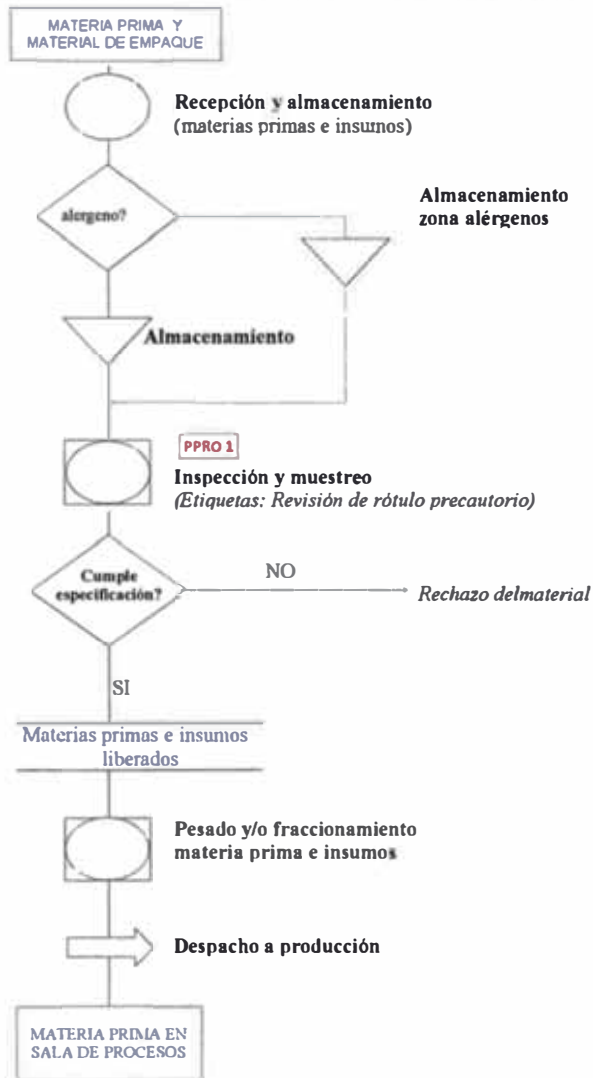 MATERIA PRIMA Y
MATERIAL DE EMPAQUE
Recepción y almacenamiento
(materias primas e insumos)
alergeno?
Almacenamiento
zona alérgenos
Almacenamiento
PPRO 1
Inspección y muestreo
(Etiquetas: Revisión de rótulo precautorio)
Cumple
especificación?
NO
Rechazo delmaterial
SI
Materias primas e insumos
liberados
Pesado y/o fraccionamiento
materia prima e insumos
Despacho a producción
MATERIA PRIMA EN
SALA DE PROCESOS